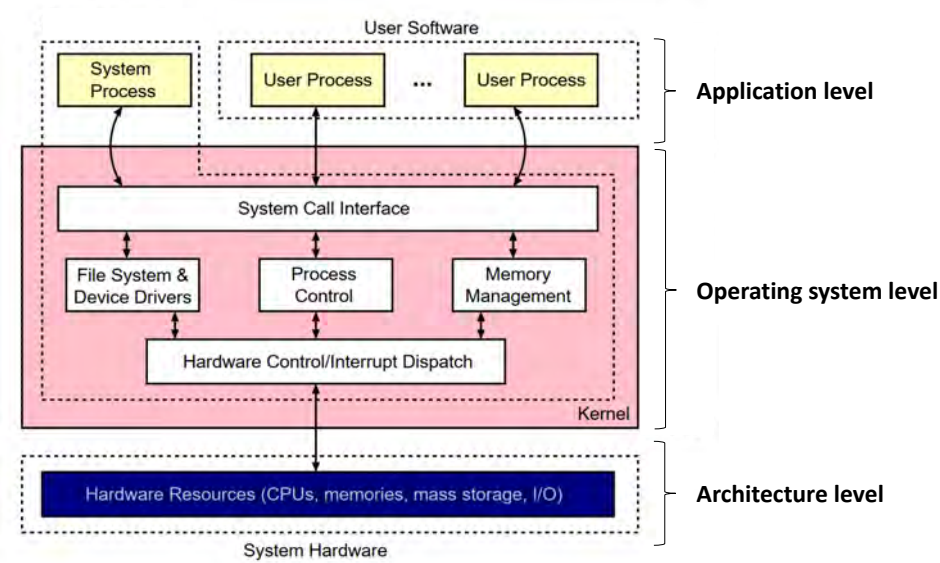 User Software
System
Process
User Process
...
User Process
Application level
System Call Interface
File System &
Device Drivers
Process
Control
Memory
Management
Operating system level
Hardware Control/Interrupt Dispatch
Kernel
Hardware Resources (CPUs, memories, mass storage, I/O)
Architecture level
System Hardware